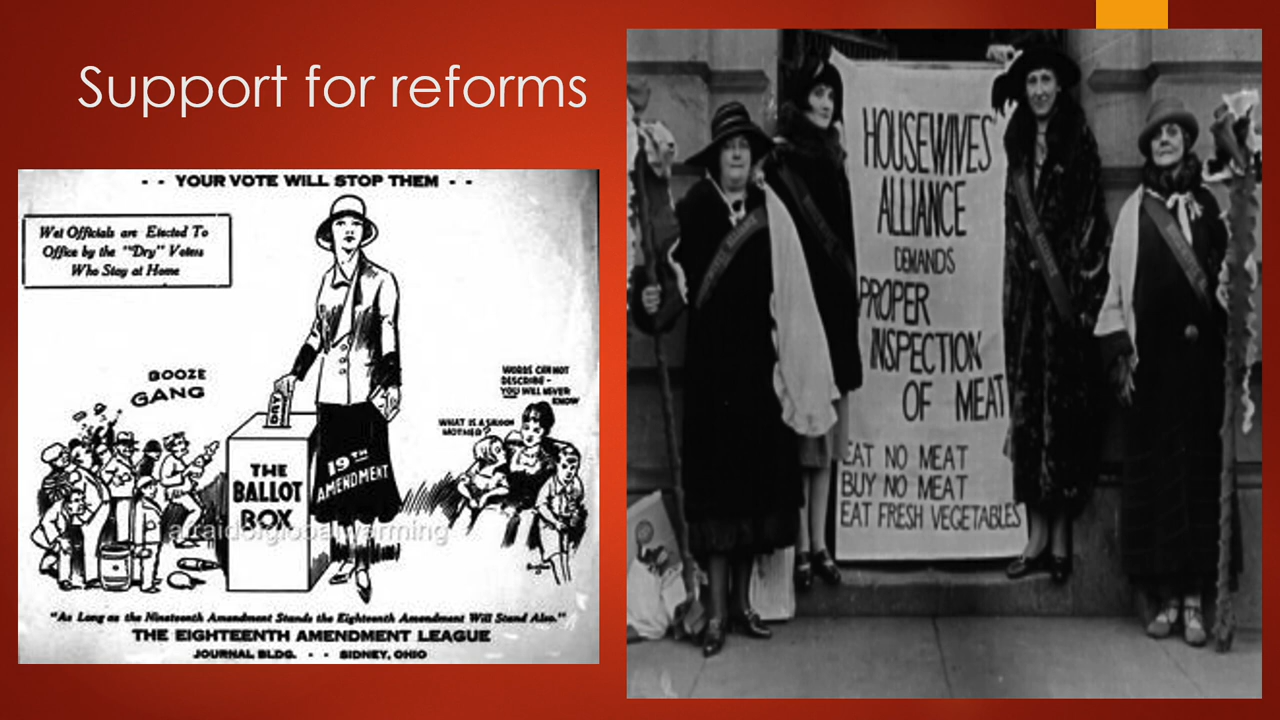 Support for reforms
- - YOUR VOTE WILL STOP THEM - -
Wet Officials are Elected To
Office by the "Dry" Voters
Who Stay at Home
BOOZE
GANG
WORDS CAN NOT
DESCRIBE -
YOU WILL NEVER
KNOW
WHAT IS A SALOON
MOTHER?
DRY
THE
BALLOT
BOX
19TH
AMENDMENT
afraidofglobalwarming
"As Long as the Nineteenth Amendment Stands the Eighteenth Amendment Will Stand Also."
THE EIGHTEENTH AMENDMENT LEAGUE
JOURNAL BLDG. - - SIDNEY, OHIO
HOUSEWIVES'
ALLIANCE
DEMANDS
PROPER
INSPECTION
OF MEAT
EAT NO MEAT
BUY NO MEAT
EAT FRESH VEGETABLES